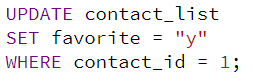 UPDATE contact_list
SET favorite = "y"
WHERE contact_id = 1;